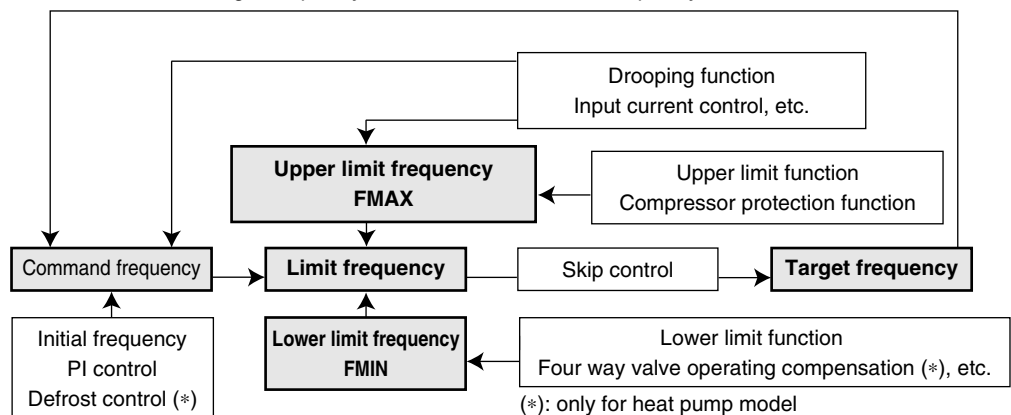 Drooping function
Input current control, etc.
Upper limit frequency
FMAX
Upper limit function
Compressor protection function
Command frequency
Limit frequency
Skip control
Target frequency
Initial frequency
PI control
Defrost control (*)
Lower limit frequency
FMIN
Lower limit function
Four way valve operating compensation (*), etc.
(*): only for heat pump model